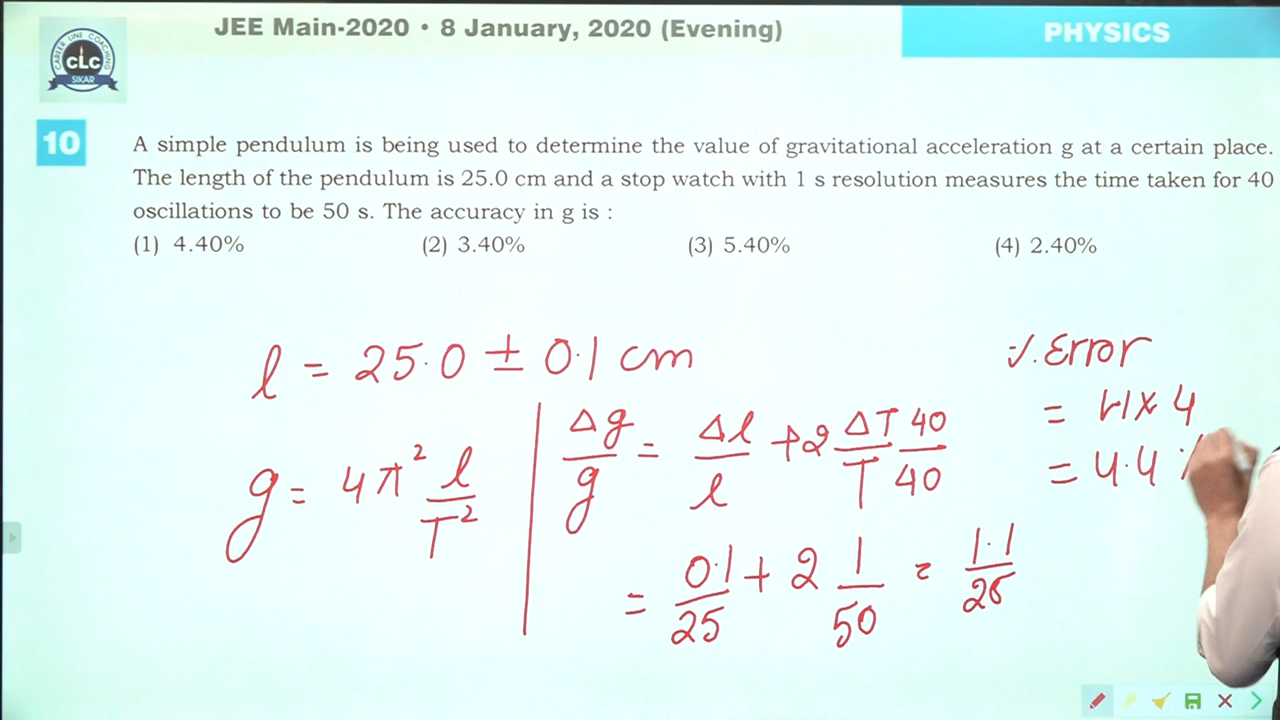 JEE Main-2020 • 8 January, 2020 (Evening)
PHYSICS
CAREER LINE COACHING
CLC
SIKAR
10
A simple pendulum is being used to determine the value of gravitational acceleration g at a certain place.
The length of the pendulum is 25.0 cm and a stop watch with 1 s resolution measures the time taken for 40
oscillations to be 50 s. The accuracy in g is :
(1) 4.40% (2) 3.40% (3) 5.40% (4) 2.40%
l = 25.0 ± 0.1 cm
g = 4π² l/T²
Δg/g = Δl/l + 2 ΔT/T 40/40
= 0.1/25 + 2 1/50 = 1.1/25
%. Error
= 1.1 × 4
= 4.4 %